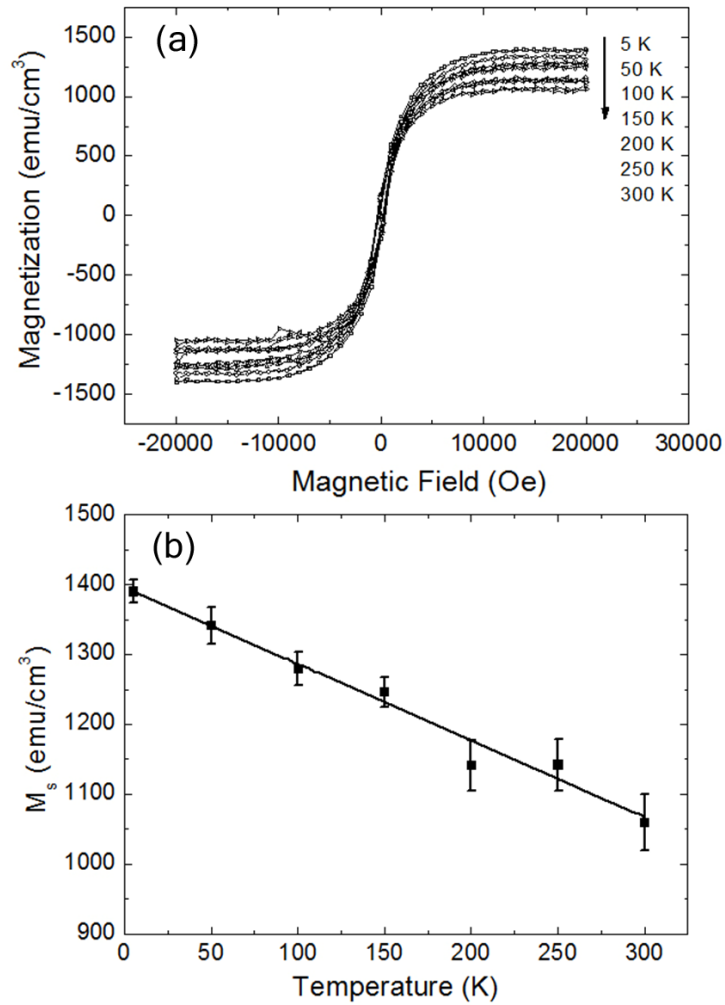 (a)
1500
1000
500
0
-500
-1000
-1500
Magnetization (emu/cm³)
5 K
50 K
100 K
150 K
200 K
250 K
300 K
-20000 -10000 0 10000 20000 30000
Magnetic Field (Oe)
(b)
1500
1400
1300
1200
1100
1000
900
Mₛ (emu/cm³)
0 50 100 150 200 250 300
Temperature (K)